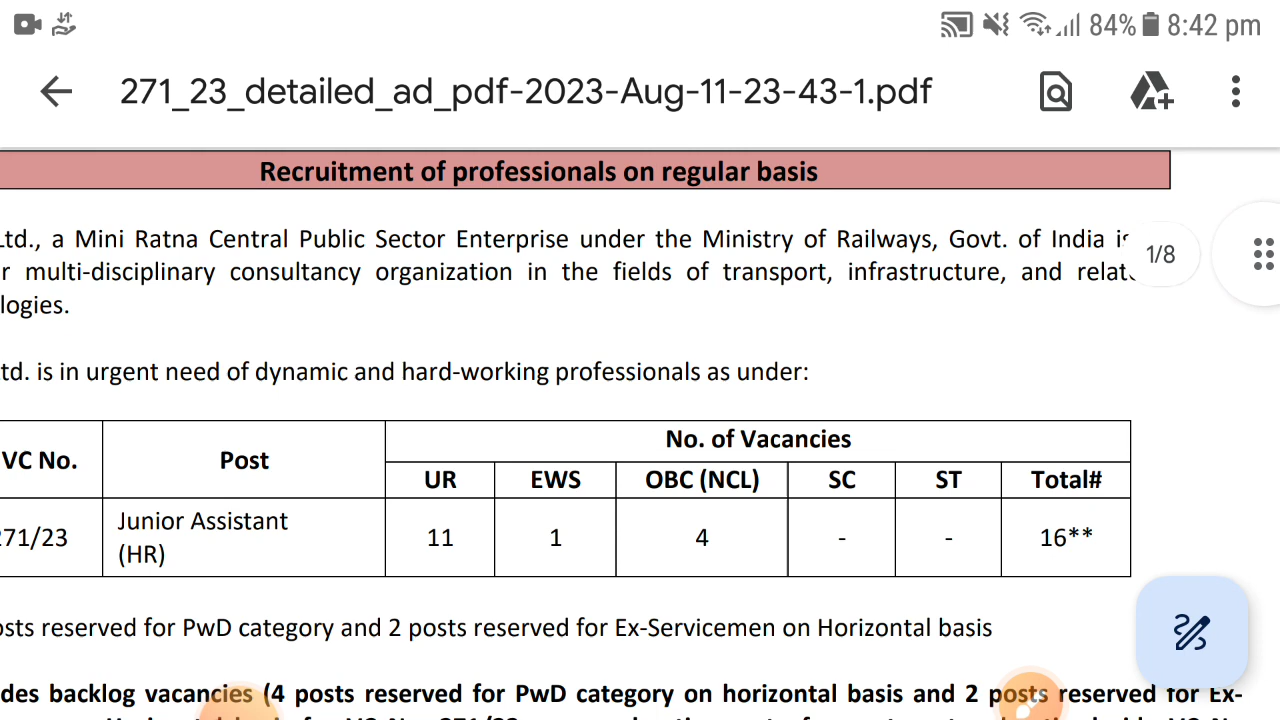 84% 8:42 pm
271_23_detailed_ad_pdf-2023-Aug-11-23-43-1.pdf
Recruitment of professionals on regular basis
Ltd., a Mini Ratna Central Public Sector Enterprise under the Ministry of Railways, Govt. of India is
r multi-disciplinary consultancy organization in the fields of transport, infrastructure, and relat
logies.
1/8
td. is in urgent need of dynamic and hard-working professionals as under:
VC No. Post No. of Vacancies
UR EWS OBC (NCL) SC ST Total#
271/23 Junior Assistant (HR) 11 1 4 - - 16**
osts reserved for PwD category and 2 posts reserved for Ex-Servicemen on Horizontal basis
des backlog vacancies (4 posts reserved for PwD category on horizontal basis and 2 posts reserved for Ex-